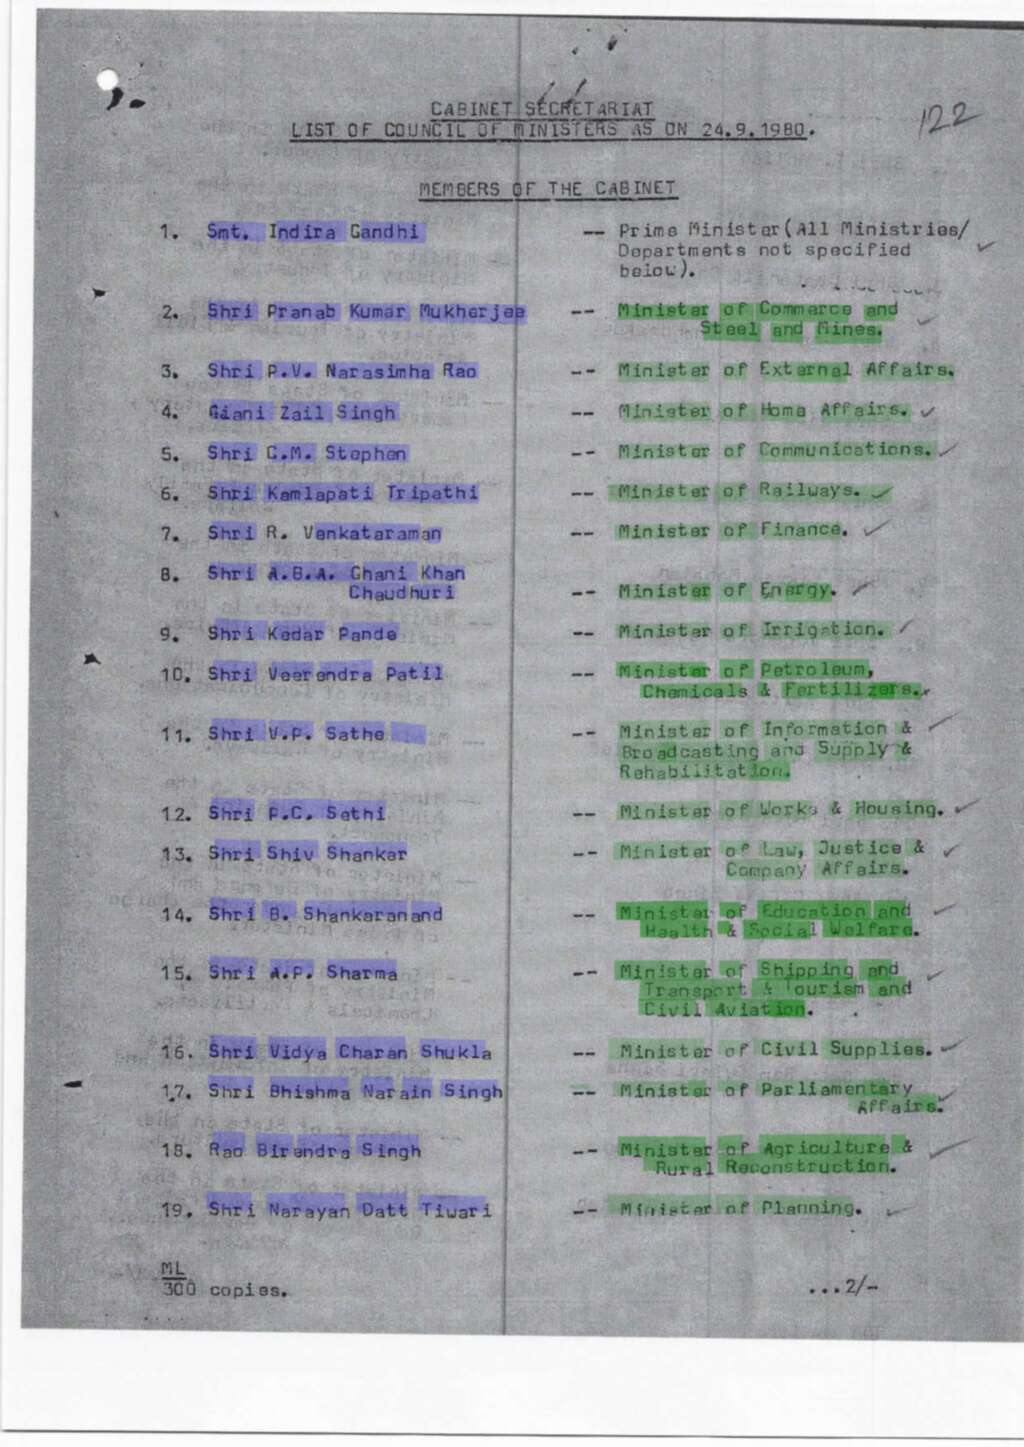 CABINET SECRETARIAT
LIST OF COUNCIL OF MINISTERS AS ON 24.9.1980.
122
MEMBERS OF THE CABINET
1. Smt. Indira Gandhi -- Prime Minister(All Ministries/
Departments not specified
below).
2. Shri Pranab Kumar Mukherjee -- Minister of Commerce and
Steel and Mines.
3. Shri P.V. Narasimha Rao -- Minister of External Affairs.
4. Giani Zail Singh -- Minister of Home Affairs.
5. Shri C.M. Stephen -- Minister of Communications.
6. Shri Kamlapati Tripathi -- Minister of Railways.
7. Shri R. Venkataraman -- Minister of Finance.
8. Shri A.B.A. Ghani Khan
Chaudhuri -- Minister of Energy.
9. Shri Kedar Pande -- Minister of Irrigation.
10. Shri Veerendra Patil -- Minister of Petroleum,
Chemicals & Fertilizers.
11. Shri V.P. Sathe -- Minister of Information &
Broadcasting and Supply &
Rehabilitation.
12. Shri P.C. Sethi -- Minister of Works & Housing.
13. Shri Shiv Shankar -- Minister of Law, Justice &
Company Affairs.
14. Shri B. Shankaranand -- Minister of Education and
Health & Social Welfare.
15. Shri A.P. Sharma -- Minister of Shipping and
Transport & Tourism and
Civil Aviation.
16. Shri Vidya Charan Shukla -- Minister of Civil Supplies.
17. Shri Bhishma Narain Singh -- Minister of Parliamentary
Affairs.
18. Rao Birendra Singh -- Minister of Agriculture &
Rural Reconstruction.
19. Shri Narayan Datt Tiwari -- Minister of Planning.
ML
300 copies.
...2/-